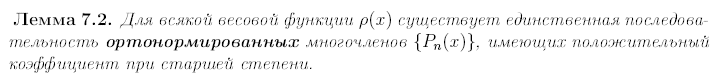 Лемма 7.2. Для всякой весовой функции ρ(x) существует единственная последова-
тельность ортонормированных многочленов {Pₙ(x)}, имеющих положительный
коэффициент при старшей степени.